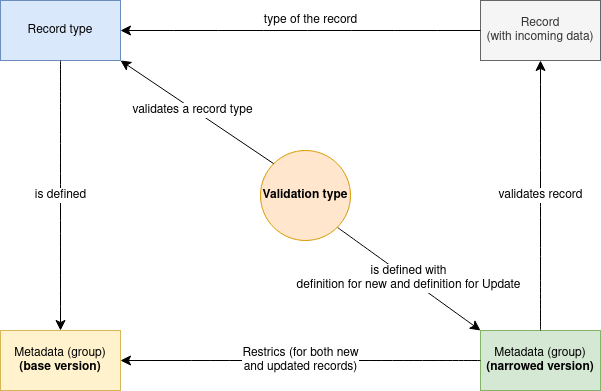 type of the record
Record type
Record
(with incoming data)
validates a record type
is defined
Validation type
validates record
is defined with
definition for new and definition for Update
Metadata (group)
(base version)
Restrics (for both new
and updated records)
Metadata (group)
(narrowed version)